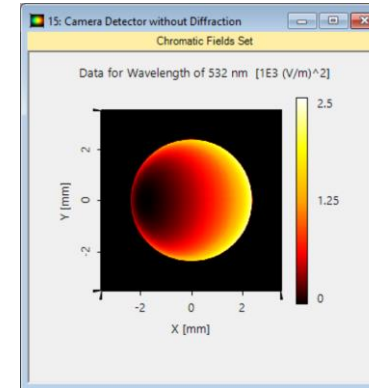 15: Camera Detector without Diffraction
Chromatic Fields Set
Data for Wavelength of 532 nm [1E3 (V/m)^2]
2.5
1.25
0
2
0
-2
Y [mm]
-2 0 2
X [mm]